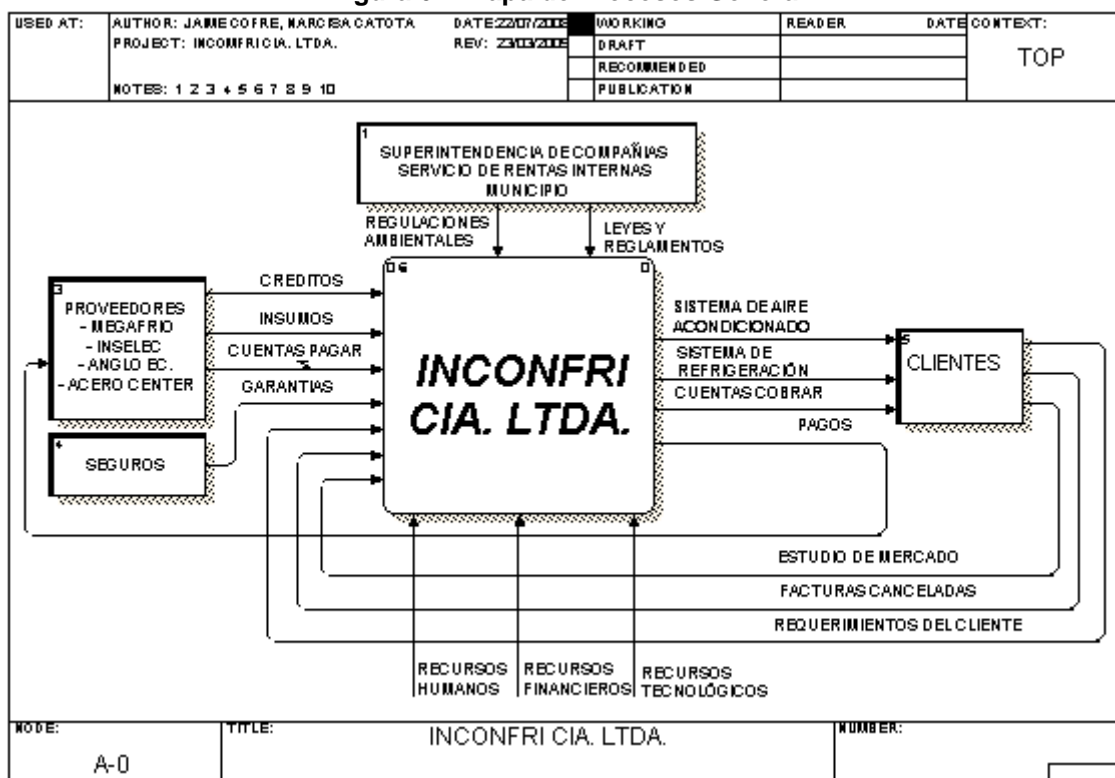 USED AT:
AUTHOR: JAIME COFRE, NARCISA CATOTA
DATE:22/07/2003
PROJECT: INCOMFRI CIA. LTDA.
REV: 23/03/2005
NOTES: 1 2 3 4 5 6 7 8 9 10
WORKING
DRAFT
RECOMMENDED
PUBLICATION
READER
DATE
CONTEXT:
TOP
1
SUPERINTENDENCIA DE COMPAÑIAS
SERVICIO DE RENTAS INTERNAS
MUNICIPIO
REGULACIONES
AMBIENTALES
LEYES Y
REGLAMENTOS
3
PROVEEDORES
- MEGAFRIO
- INSELEC
- ANGLO EC.
- ACERO CENTER
4
SEGUROS
CREDITOS
INSUMOS
CUENTAS PAGAR
GARANTIAS
0
INCONFRI
CIA. LTDA.
SISTEMA DE AIRE
ACONDICIONADO
SISTEMA DE
REFRIGERACIÓN
CUENTAS COBRAR
PAGOS
5
CLIENTES
ESTUDIO DE MERCADO
FACTURAS CANCELADAS
REQUERIMIENTOS DEL CLIENTE
RECURSOS
HUMANOS
RECURSOS
FINANCIEROS
RECURSOS
TECNOLÓGICOS
NODE:
A-0
TITLE:
INCONFRI CIA. LTDA.
NUMBER: